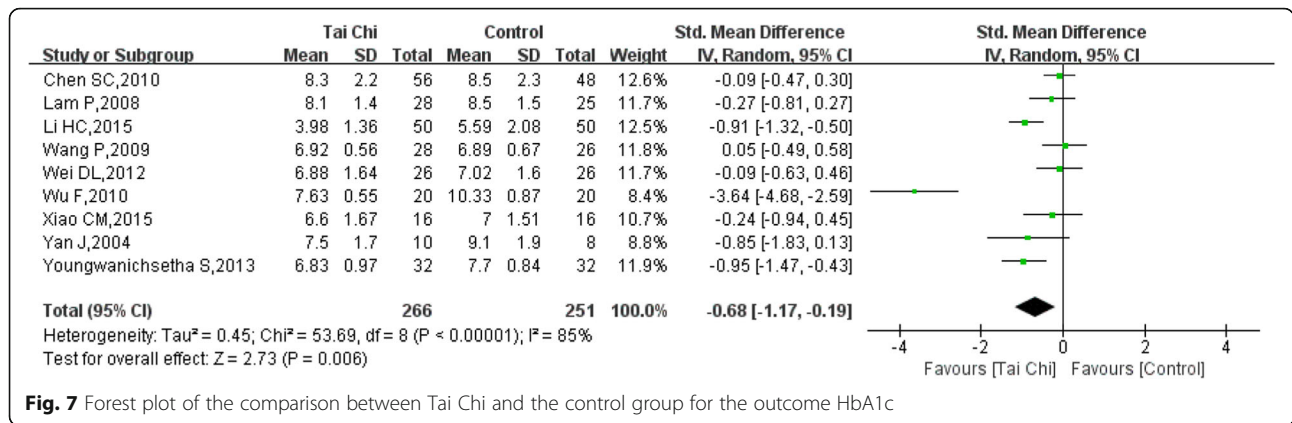 Tai Chi Control Std. Mean Difference Std. Mean Difference
Study or Subgroup Mean SD Total Mean SD Total Weight IV, Random, 95% CI IV, Random, 95% CI
Chen SC,2010 8.3 2.2 56 8.5 2.3 48 12.6% -0.09 [-0.47, 0.30]
Lam P,2008 8.1 1.4 28 8.5 1.5 25 11.7% -0.27 [-0.81, 0.27]
Li HC,2015 3.98 1.36 50 5.59 2.08 50 12.5% -0.91 [-1.32, -0.50]
Wang P,2009 6.92 0.56 28 6.89 0.67 26 11.8% 0.05 [-0.49, 0.58]
Wei DL,2012 6.88 1.64 26 7.02 1.6 26 11.7% -0.09 [-0.63, 0.46]
Wu F,2010 7.63 0.55 20 10.33 0.87 20 8.4% -3.64 [-4.68, -2.59]
Xiao CM,2015 6.6 1.67 16 7 1.51 16 10.7% -0.24 [-0.94, 0.45]
Yan J,2004 7.5 1.7 10 9.1 1.9 8 8.8% -0.85 [-1.83, 0.13]
Youngwanichsetha S,2013 6.83 0.97 32 7.7 0.84 32 11.9% -0.95 [-1.47, -0.43]
Total (95% CI) 266 251 100.0% -0.68 [-1.17, -0.19]
Heterogeneity: Tau² = 0.45; Chi² = 53.69, df = 8 (P < 0.00001); I² = 85%
Test for overall effect: Z = 2.73 (P = 0.006)
-4 -2 0 2 4
Favours [Tai Chi] Favours [Control]
Fig. 7 Forest plot of the comparison between Tai Chi and the control group for the outcome HbA1c